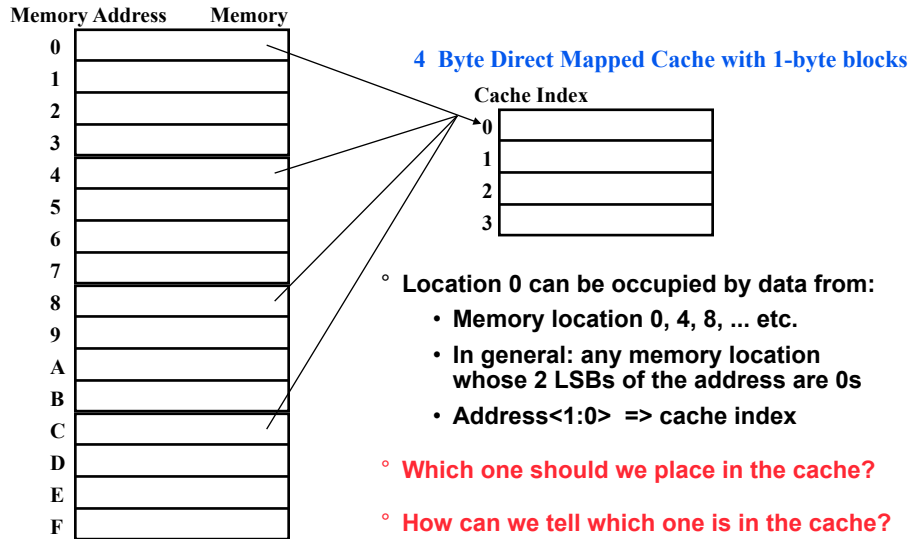 Memory Address Memory
0
1
2
3
4
5
6
7
8
9
A
B
C
D
E
F
4 Byte Direct Mapped Cache with 1-byte blocks
Cache Index
0
1
2
3
° Location 0 can be occupied by data from:
• Memory location 0, 4, 8, ... etc.
• In general: any memory location
whose 2 LSBs of the address are 0s
• Address<1:0> => cache index
° Which one should we place in the cache?
° How can we tell which one is in the cache?